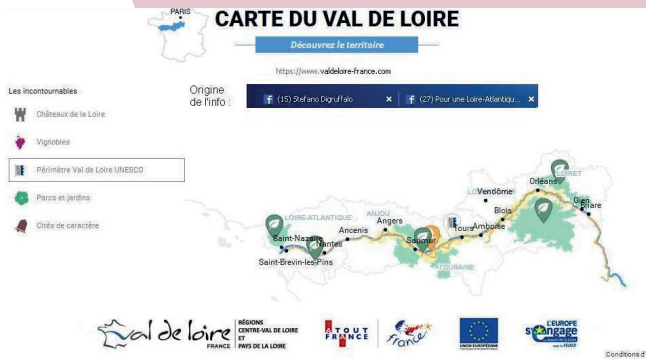 PARIS
CARTE DU VAL DE LOIRE
Découvrez le territoire
https://www.valdeloire-france.com
Les incontournables
Châteaux de la Loire
Vignobles
Périmètre Val de Loire UNESCO
Parcs et jardins
Cités de caractère
Origine
de l'info :
(15) Stefano Digruffalo
(27) Pour une Loire-Atlantiqu...
LOIRET
Orléans
Vendôme
Gien
Briare
Blois
LOIRE-ATLANTIQUE
ANJOU
Angers
Ancenis
Tours
Amboise
Saint-Nazaire
Nantes
Saumur
Saint-Brevin-les-Pins
TOURAINE
val de loire
FRANCE
RÉGIONS
CENTRE-VAL DE LOIRE
ET
PAYS DE LA LOIRE
ATOUT
FRANCE
France
UNION EUROPÉENNE
L'EUROPE
s'engage
FEDER
Conditions d'